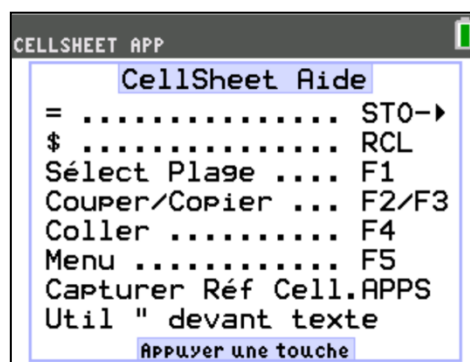 CELLSHEET APP
CellSheet Aide
= ............... STO→
$ ............... RCL
Sélect Plage .... F1
Couper/Copier ... F2/F3
Coller .......... F4
Menu ............ F5
Capturer Réf Cell.APPS
Util " devant texte
Appuyer une touche